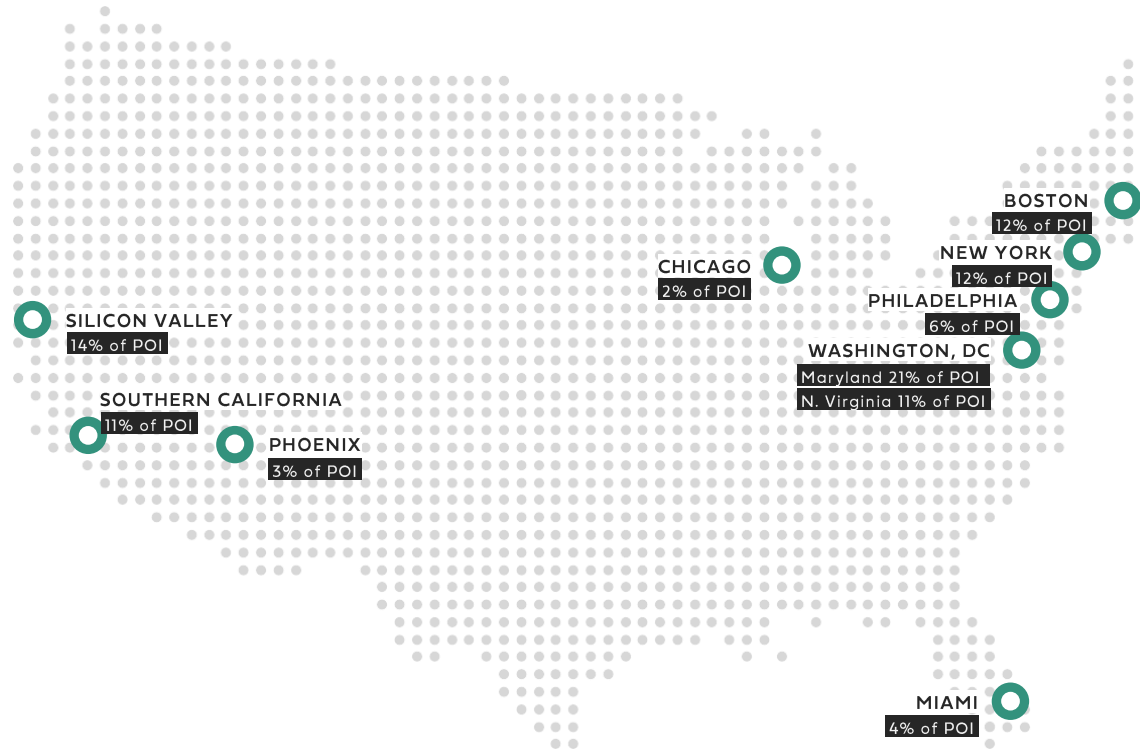 BOSTON
12% of POI
NEW YORK
12% of POI
CHICAGO
2% of POI
PHILADELPHIA
6% of POI
SILICON VALLEY
14% of POI
WASHINGTON, DC
Maryland 21% of POI
N. Virginia 11% of POI
SOUTHERN CALIFORNIA
11% of POI
PHOENIX
3% of POI
MIAMI
4% of POI